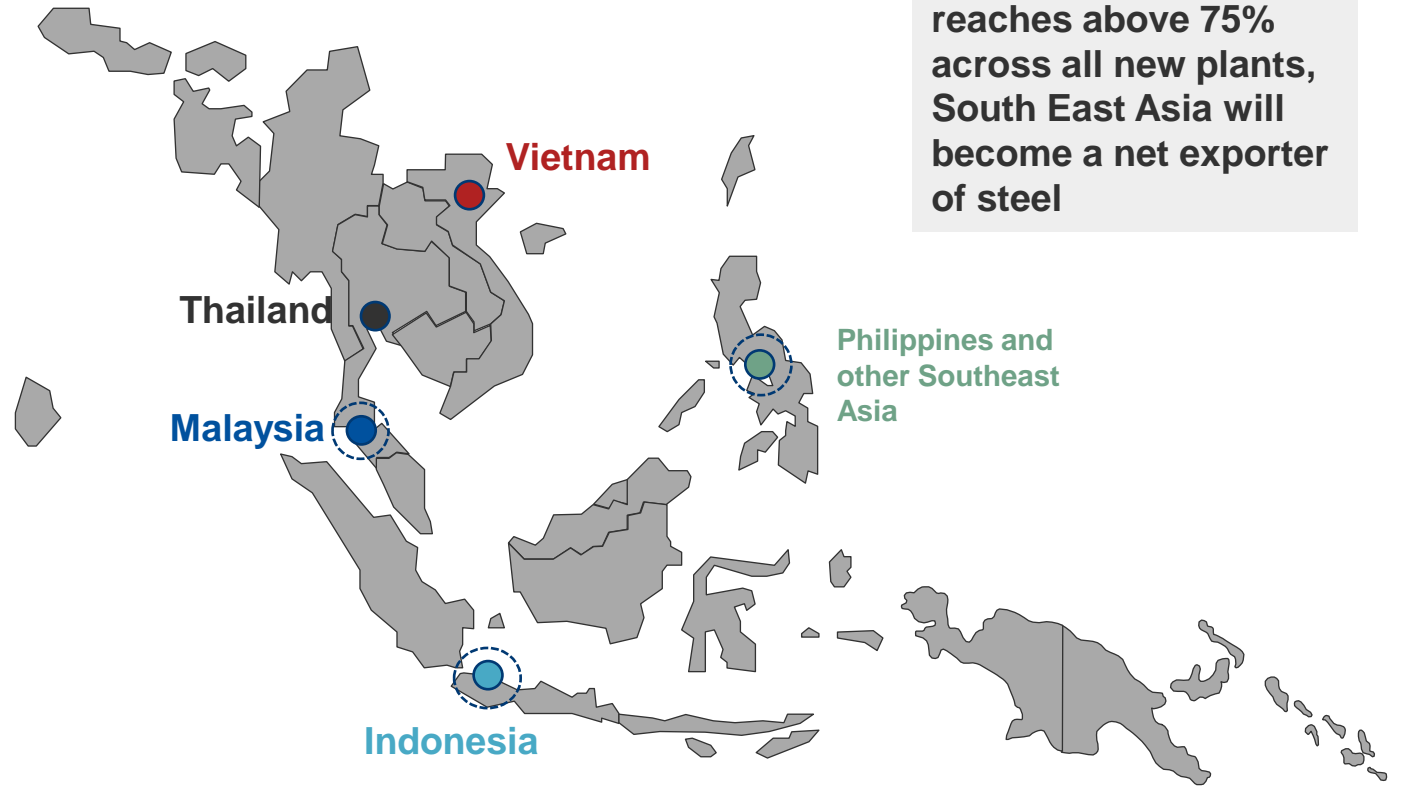 reaches above 75%
across all new plants,
South East Asia will
become a net exporter
of steel
Vietnam
Thailand
Philippines and
other Southeast
Asia
Malaysia
Indonesia